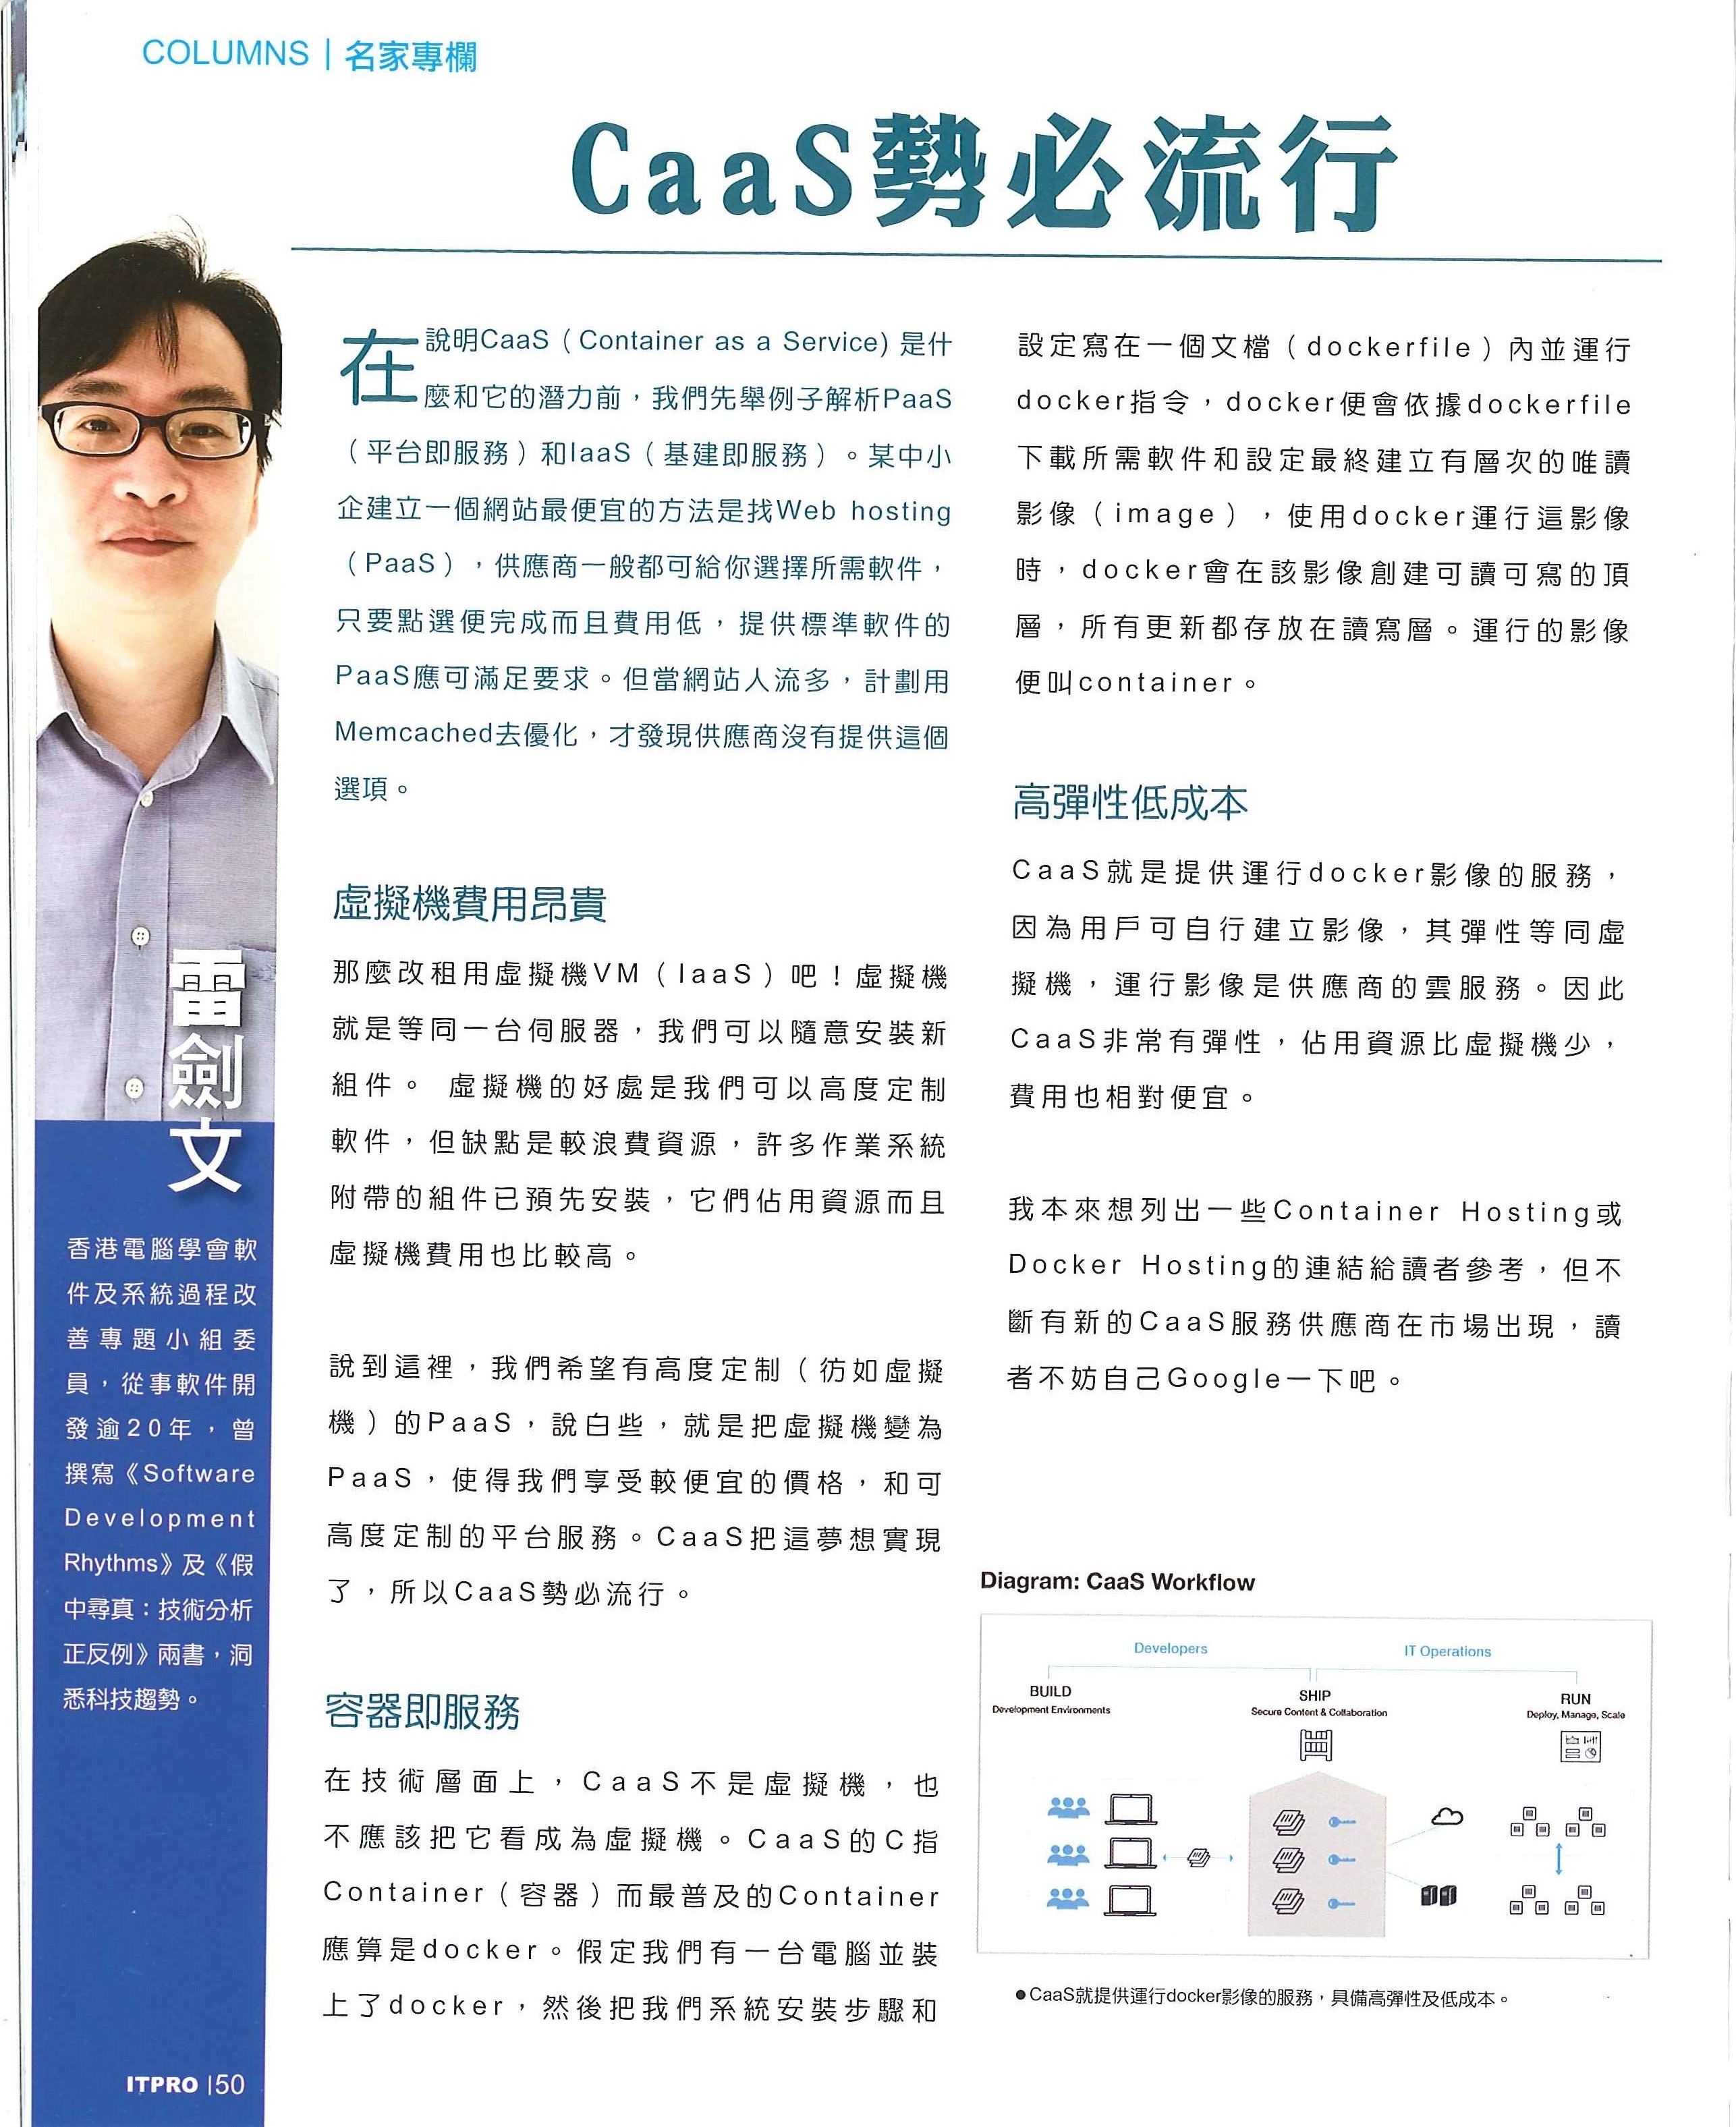 COLUMNS | 名家專欄
CaaS勢必流行
在說明CaaS（Container as a Service) 是什
麼和它的潛力前，我們先舉例子解析PaaS
（平台即服務）和IaaS（基建即服務）。某中小
企建立一個網站最便宜的方法是找Web hosting
（PaaS），供應商一般都可給你選擇所需軟件，
只要點選便完成而且費用低，提供標準軟件的
PaaS應可滿足要求。但當網站人流多，計劃用
Memcached去優化，才發現供應商沒有提供這個
選項。
虛擬機費用昂貴
那麼改租用虛擬機VM（IaaS）吧！虛擬機
就是等同一台伺服器，我們可以隨意安裝新
組件。 虛擬機的好處是我們可以高度定制
軟件，但缺點是較浪費資源，許多作業系統
附帶的組件已預先安裝，它們佔用資源而且
虛擬機費用也比較高。
說到這裡，我們希望有高度定制（彷如虛擬
機）的PaaS，說白些，就是把虛擬機變為
PaaS，使得我們享受較便宜的價格，和可
高度定制的平台服務。CaaS把這夢想實現
了，所以CaaS勢必流行。
容器即服務
在技術層面上，CaaS不是虛擬機，也
不應該把它看成為虛擬機。CaaS的C指
Container（容器）而最普及的Container
應算是docker。假定我們有一台電腦並裝
上了docker，然後把我們系統安裝步驟和
設定寫在一個文檔（dockerfile）內並運行
docker指令，docker便會依據dockerfile
下載所需軟件和設定最終建立有層次的唯讀
影像（image），使用docker運行這影像
時，docker會在該影像創建可讀可寫的頂
層，所有更新都存放在讀寫層。運行的影像
便叫container。
高彈性低成本
CaaS就是提供運行docker影像的服務，
因為用戶可自行建立影像，其彈性等同虛
擬機，運行影像是供應商的雲服務。因此
CaaS非常有彈性，佔用資源比虛擬機少，
費用也相對便宜。
我本來想列出一些Container Hosting或
Docker Hosting的連結給讀者參考，但不
斷有新的CaaS服務供應商在市場出現，讀
者不妨自己Google一下吧。
Diagram: CaaS Workflow
Developers
IT Operations
BUILD
Development Environments
SHIP
Secure Content & Collaboration
RUN
Deploy, Manage, Scale
●CaaS就提供運行docker影像的服務，具備高彈性及低成本。
雷劍文
香港電腦學會軟
件及系統過程改
善專題小組委
員，從事軟件開
發逾20年，曾
撰寫《Software
Development
Rhythms》及《假
中尋真：技術分析
正反例》兩書，洞
悉科技趨勢。
ITPRO |50